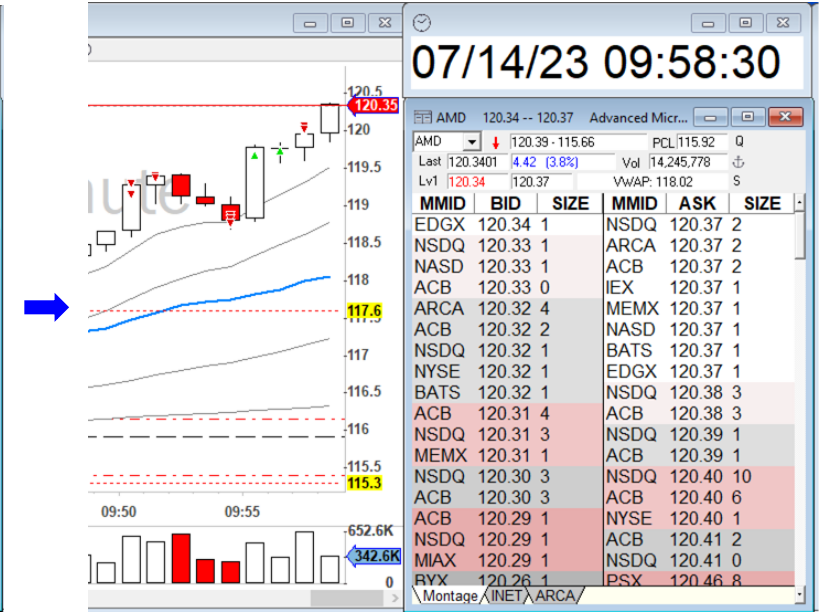 07/14/23 09:58:30
120.5
120.35
120
119.5
119
118.5
118
117.6
117
116.5
116
115.5
115.3
09:50 09:55
652.6K
342.6K
0
AMD 120.34 -- 120.37 Advanced Micr...
AMD 120.39 - 115.66 PCL 115.92 Q
Last 120.3401 4.42 (3.8%) Vol 14,245,778
Lv1 120.34 120.37 VWAP: 118.02 S
MMID BID SIZE MMID ASK SIZE
EDGX 120.34 1 NSDQ 120.37 2
NSDQ 120.33 1 ARCA 120.37 2
NASD 120.33 1 ACB 120.37 2
ACB 120.33 0 IEX 120.37 1
ARCA 120.32 4 MEMX 120.37 1
ACB 120.32 2 NASD 120.37 1
NSDQ 120.32 1 BATS 120.37 1
NYSE 120.32 1 EDGX 120.37 1
BATS 120.32 1 NSDQ 120.38 3
ACB 120.31 4 ACB 120.38 3
NSDQ 120.31 3 NSDQ 120.39 1
MEMX 120.31 1 ACB 120.39 1
NSDQ 120.30 3 NSDQ 120.40 10
ACB 120.30 3 ACB 120.40 6
ACB 120.29 1 NYSE 120.40 1
NSDQ 120.29 1 ACB 120.41 2
MIAX 120.29 1 NSDQ 120.41 0
BYX 120.26 1 PSX 120.46 8
Montage INET ARCA